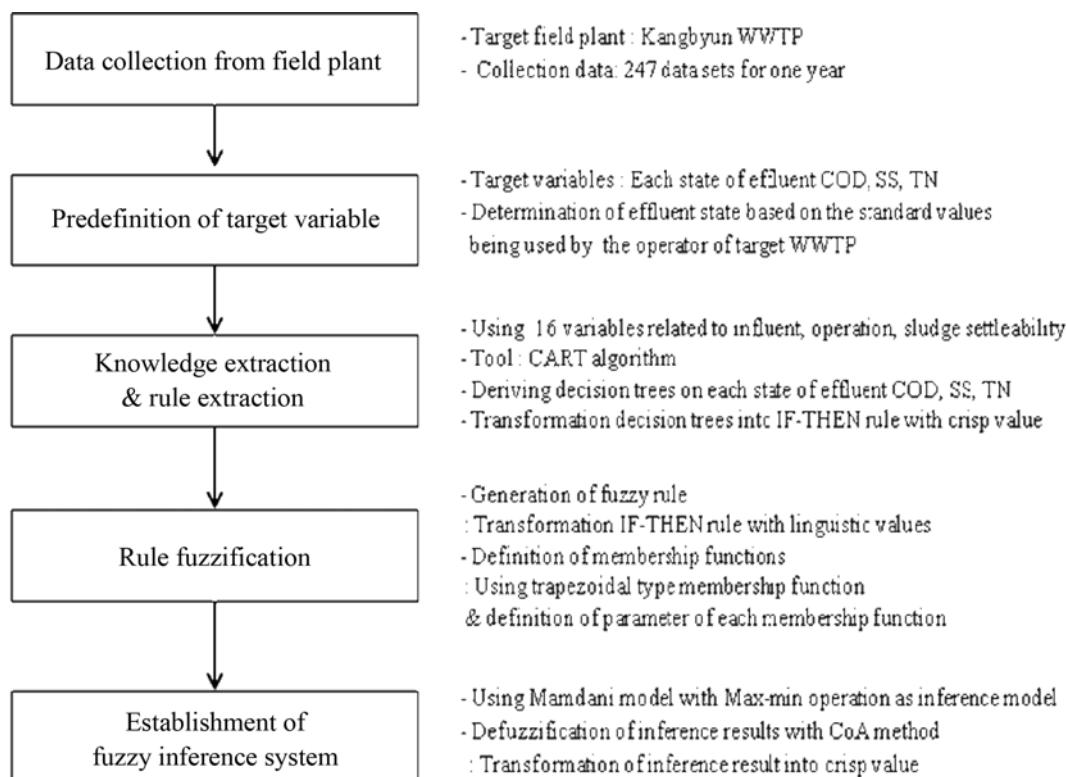 Data collection from field plant
- Target field plant : Kangbyun WWTP
- Collection data: 247 data sets for one year
Predefinition of target variable
- Target variables : Each state of effluent COD, SS, TN
- Determination of effluent state based on the standard values
being used by the operator of target WWTP
Knowledge extraction
& rule extraction
- Using 16 variables related to influent, operation, sludge settleability
- Tool : CART algorithm
- Deriving decision trees on each state of effluent COD, SS, TN
- Transformation decision trees into IF-THEN rule with crisp value
Rule fuzzification
- Generation of fuzzy rule
: Transformation IF-THEN rule with linguistic values
- Definition of membership functions
: Using trapezoidal type membership function
& definition of parameter of each membership function
Establishment of
fuzzy inference system
- Using Mamdani model with Max-min operation as inference model
- Defuzzification of inference results with CoA method
: Transformation of inference result into crisp value